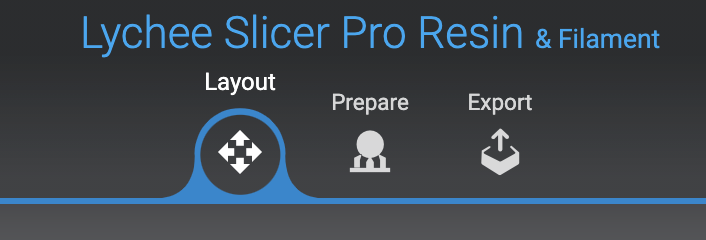 Lychee Slicer Pro Resin & Filament
Layout
Prepare
Export